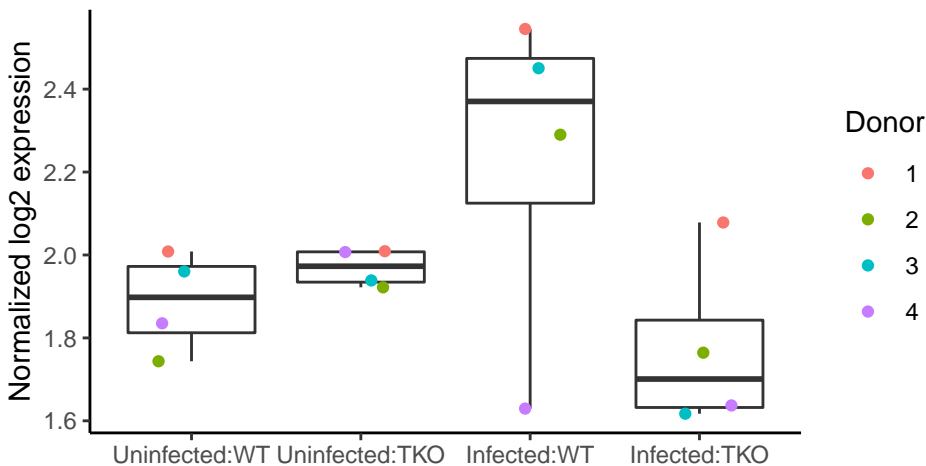 Normalized log2 expression
2.4
2.2
2.0
1.8
1.6
Uninfected:WT
Uninfected:TKO
Infected:WT
Infected:TKO
Donor
1
2
3
4